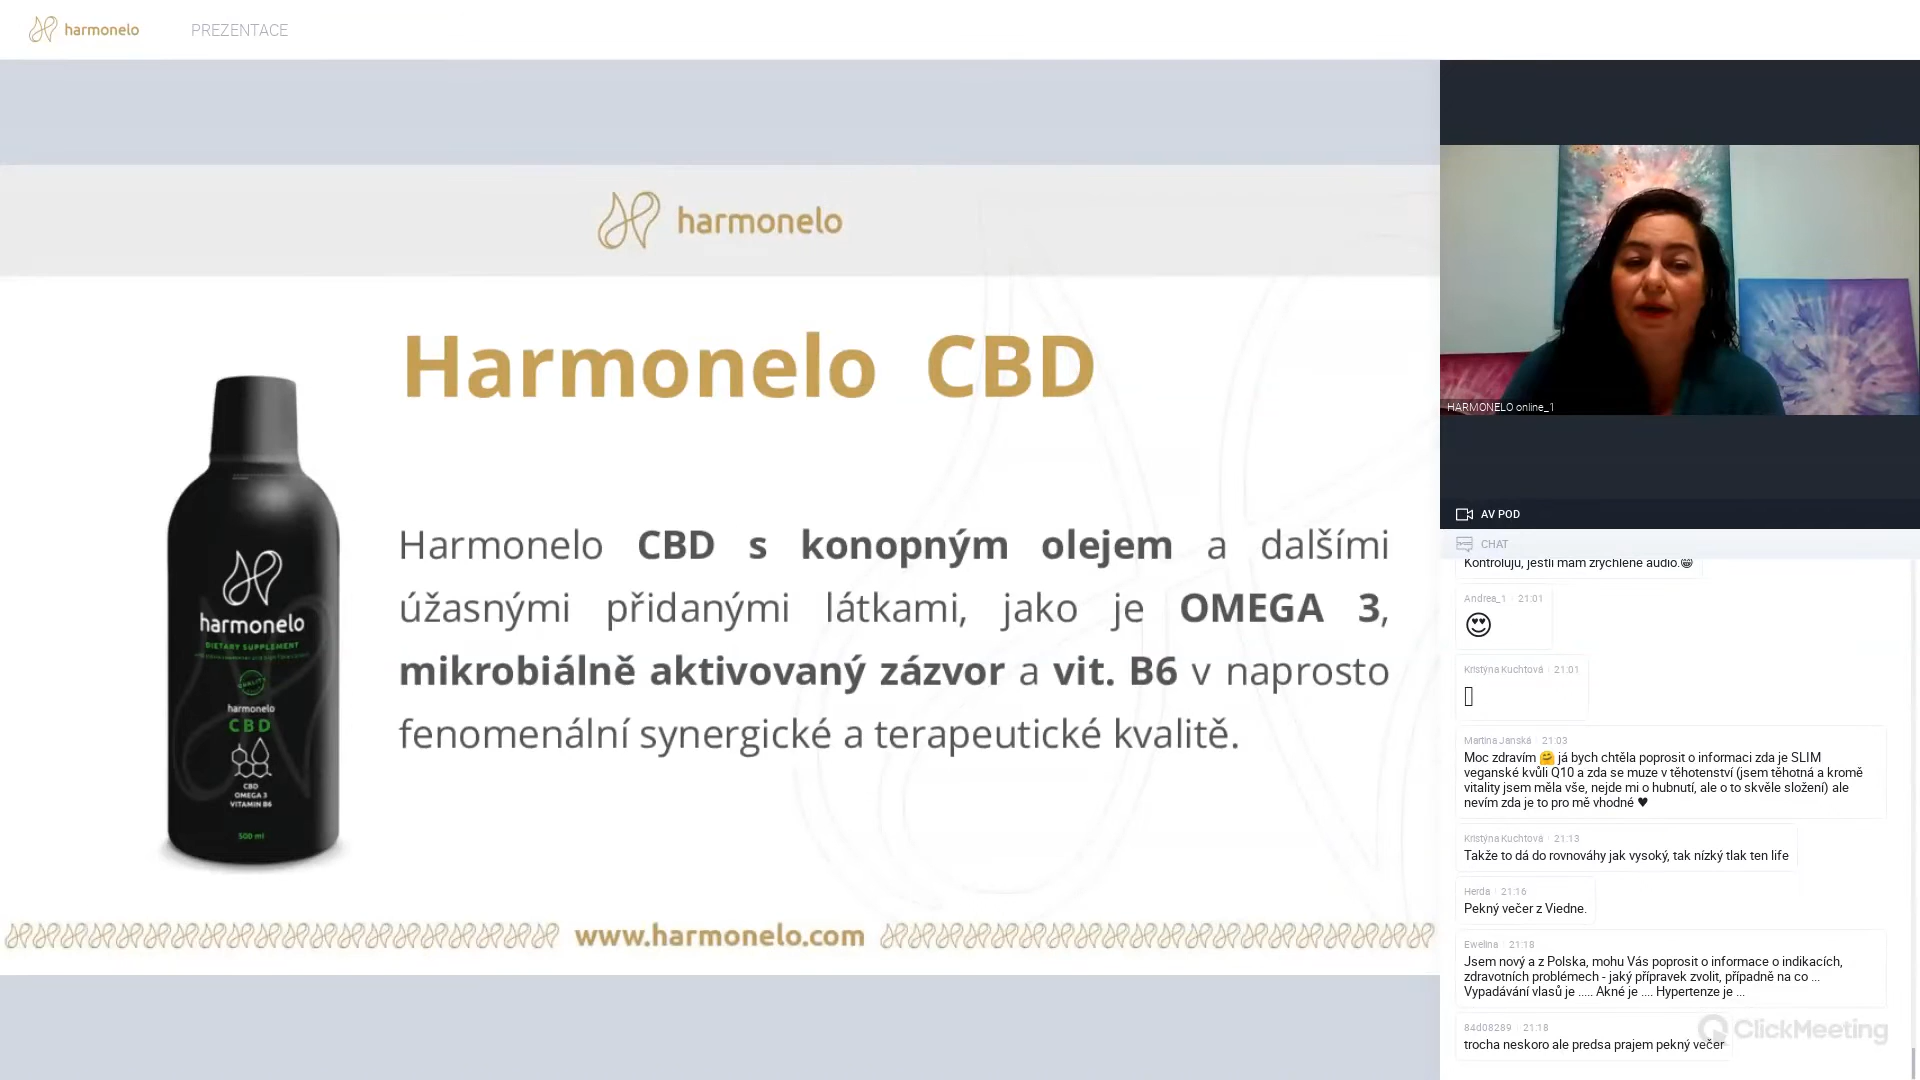 harmonelo
PREZENTACE
harmonelo
Harmonelo CBD
Harmonelo CBD s konopným olejem a dalšími
úžasnými přidanými látkami, jako je OMEGA 3,
mikrobiálně aktivovaný zázvor a vit. B6 v naprosto
fenomenální synergické a terapeutické kvalitě.
harmonelo
DIETARY SUPPLEMENT
harmonelo
CBD
CBD
OMEGA 3
VITAMIN B6
500 ml
www.harmonelo.com
HARMONELO online_1
AV POD
CHAT
Kontroluju, jestli mám zrychlené audio.😁
Andrea_1 · 21:01
😍
Kristýna Kuchtová · 21:01
Martina Janská · 21:03
Moc zdravím 🤗 já bych chtěla poprosit o informaci zda je SLIM
veganské kvůli Q10 a zda se muze v těhotenství (jsem těhotná a kromě
vitality jsem měla vše, nejde mi o hubnutí, ale o to skvěle složení) ale
nevím zda je to pro mě vhodné ♥
Kristýna Kuchtová · 21:13
Takže to dá do rovnováhy jak vysoký, tak nízký tlak ten life
Herda · 21:16
Pekný večer z Viedne.
Ewelina · 21:18
Jsem nový a z Polska, mohu Vás poprosit o informace o indikacích,
zdravotních problémech - jaký přípravek zvolit, případně na co ...
Vypadávání vlasů je ..... Akné je .... Hypertenze je ...
84d08289 · 21:18
trocha neskoro ale predsa prajem pekný večer
ClickMeeting